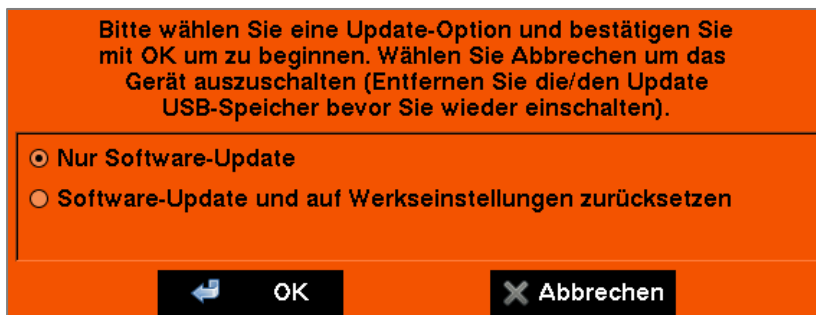 Bitte wählen Sie eine Update-Option und bestätigen Sie
mit OK um zu beginnen. Wählen Sie Abbrechen um das
Gerät auszuschalten (Entfernen Sie die/den Update
USB-Speicher bevor Sie wieder einschalten).
Nur Software-Update
Software-Update und auf Werkseinstellungen zurücksetzen
OK
Abbrechen